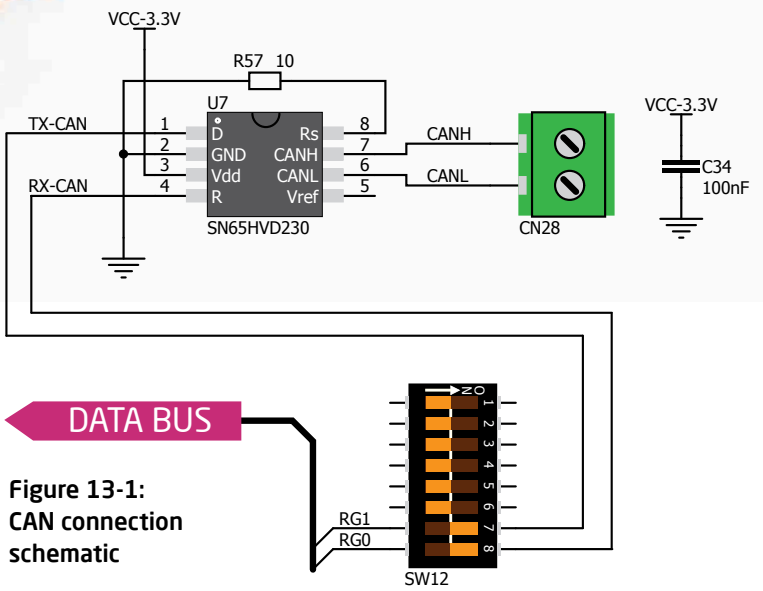 VCC-3.3V
R57 10
U7
TX-CAN 1 D Rs 8
2 GND CANH 7 CANH
3 Vdd CANL 6 CANL
RX-CAN 4 R Vref 5
SN65HVD230
CN28
VCC-3.3V
C34
100nF
DATA BUS
ON
1
2
3
4
5
6
RG1 7
RG0 8
SW12
Figure 13-1:
CAN connection
schematic